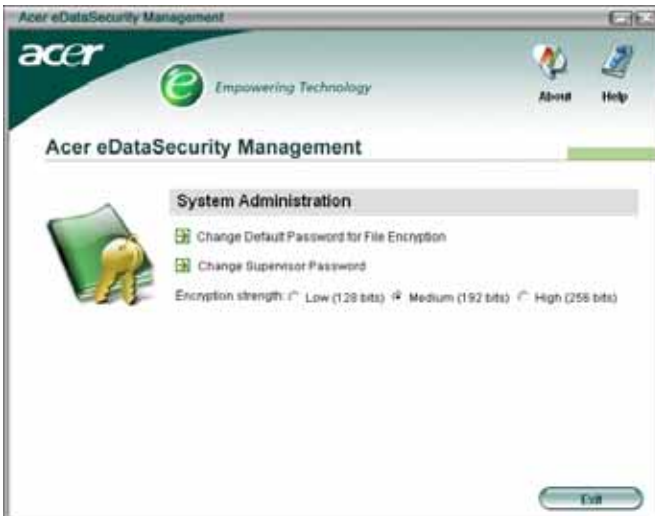 Acer eDataSecurity Management
acer
e Empowering Technology
About Help
Acer eDataSecurity Management
System Administration
Change Default Password for File Encryption
Change Supervisor Password
Encryption strength: Low (128 bits) Medium (192 bits) High (256 bits)
Exit